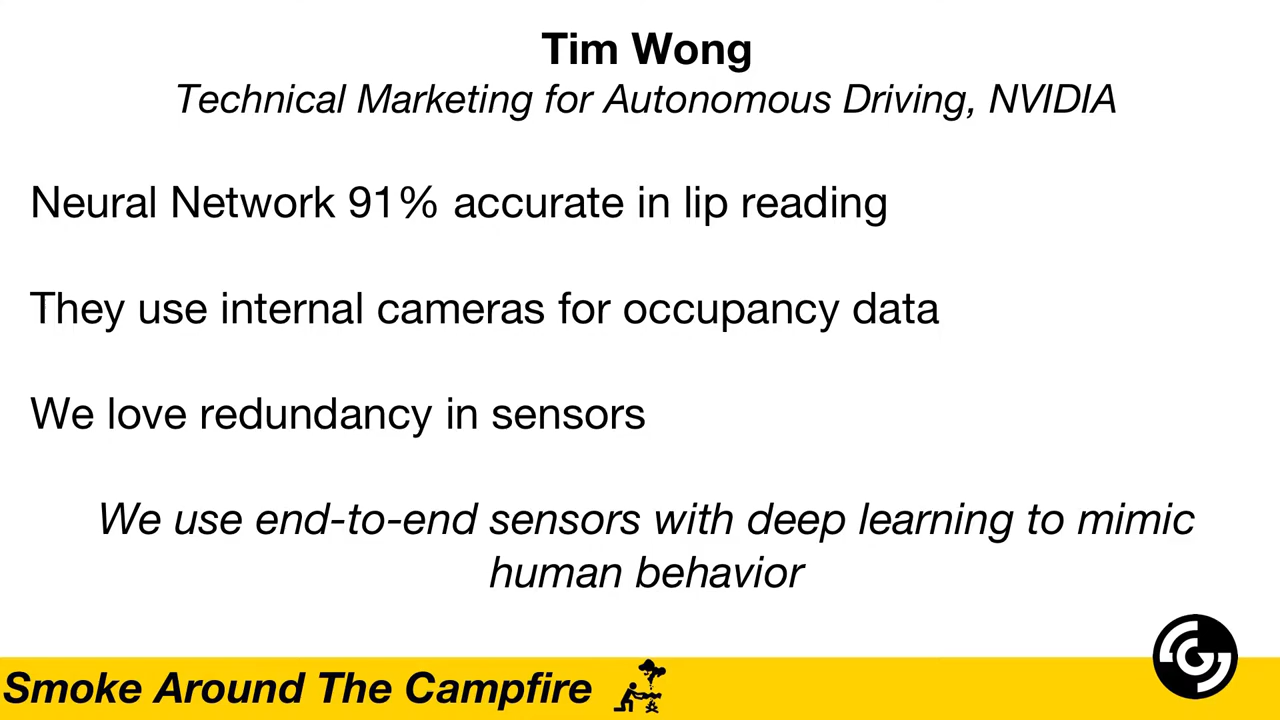 Tim Wong
Technical Marketing for Autonomous Driving, NVIDIA
Neural Network 91% accurate in lip reading
They use internal cameras for occupancy data
We love redundancy in sensors
We use end-to-end sensors with deep learning to mimic
human behavior
Smoke Around The Campfire